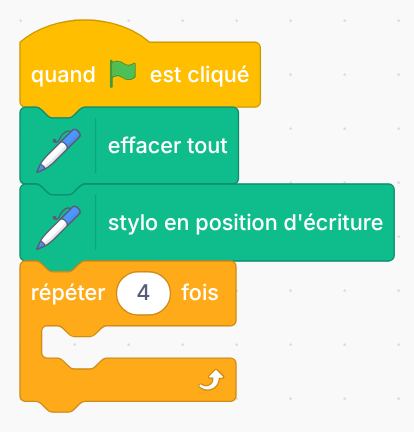 quand est cliqué
effacer tout
stylo en position d'écriture
répéter 4 fois